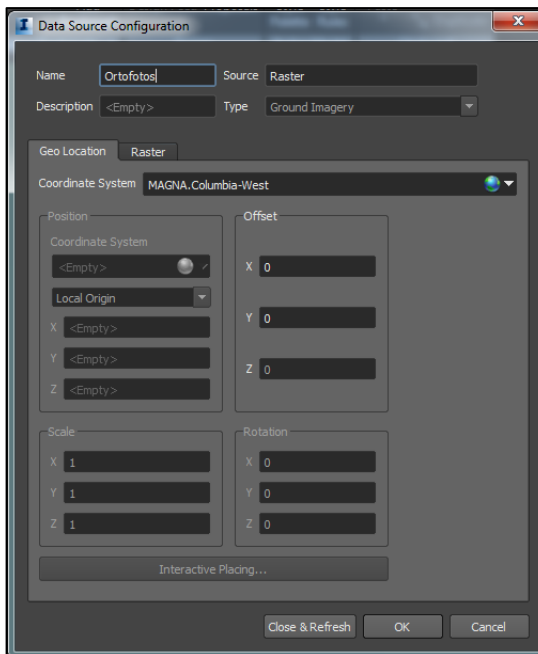 Data Source Configuration
Name Ortofotos Source Raster
Description <Empty> Type Ground Imagery
Geo Location Raster
Coordinate System MAGNA.Columbia-West
Position Offset
Coordinate System
<Empty> X 0
Local Origin
X <Empty> Y 0
Y <Empty>
Z <Empty> Z 0
Scale Rotation
X 1 X 0
Y 1 Y 0
Z 1 Z 0
Interactive Placing...
Close & Refresh OK Cancel